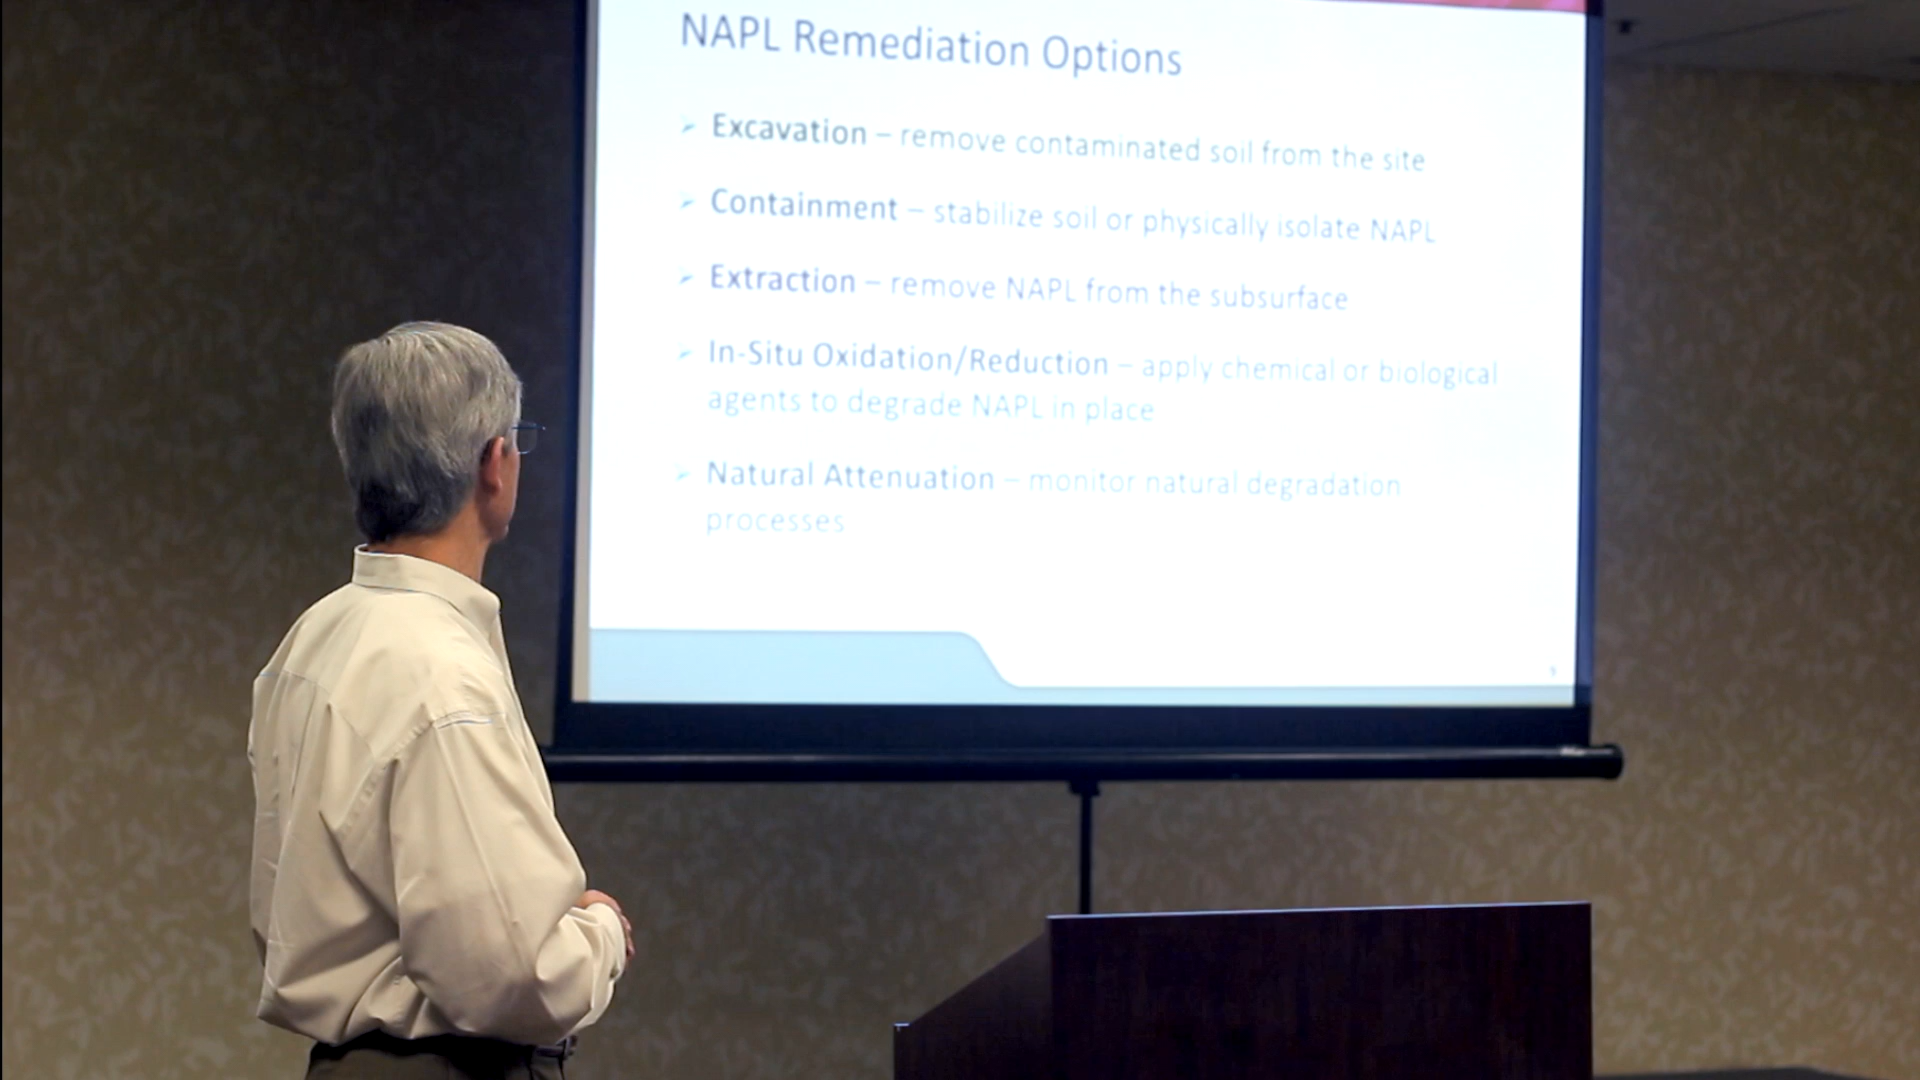 NAPL Remediation Options
➢ Excavation – remove contaminated soil from the site
➢ Containment – stabilize soil or physically isolate NAPL
➢ Extraction – remove NAPL from the subsurface
➢ In-Situ Oxidation/Reduction – apply chemical or biological
agents to degrade NAPL in place
➢ Natural Attenuation – monitor natural degradation
processes